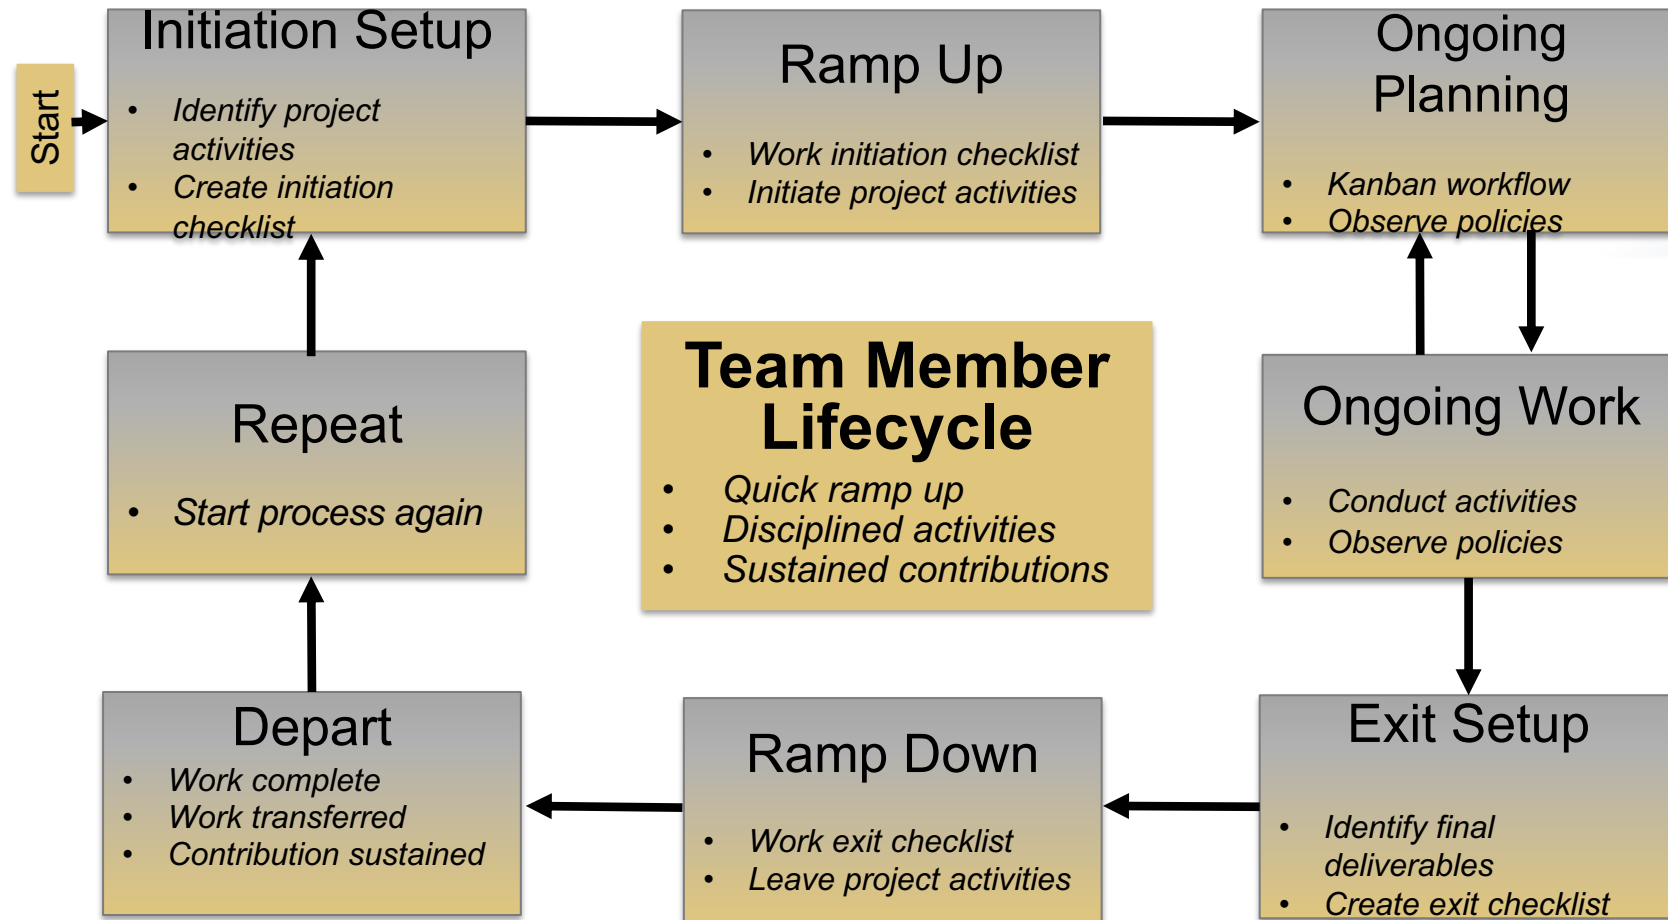 Start
Initiation Setup
• Identify project
activities
• Create initiation
checklist
Ramp Up
• Work initiation checklist
• Initiate project activities
Ongoing
Planning
• Kanban workflow
• Observe policies
Repeat
• Start process again
Team Member
Lifecycle
• Quick ramp up
• Disciplined activities
• Sustained contributions
Ongoing Work
• Conduct activities
• Observe policies
Depart
• Work complete
• Work transferred
• Contribution sustained
Ramp Down
• Work exit checklist
• Leave project activities
Exit Setup
• Identify final
deliverables
• Create exit checklist